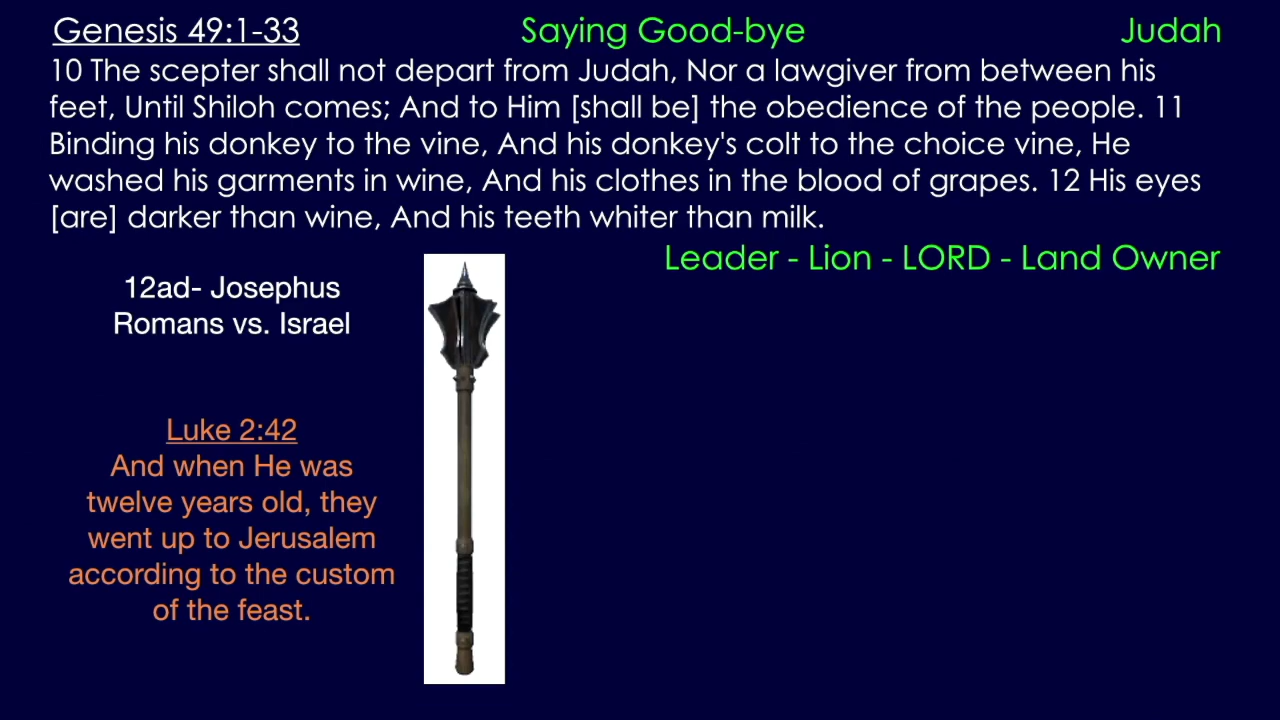 Genesis 49:1-33 Saying Good-bye Judah
10 The scepter shall not depart from Judah, Nor a lawgiver from between his
feet, Until Shiloh comes; And to Him [shall be] the obedience of the people. 11
Binding his donkey to the vine, And his donkey's colt to the choice vine, He
washed his garments in wine, And his clothes in the blood of grapes. 12 His eyes
[are] darker than wine, And his teeth whiter than milk.
Leader - Lion - LORD - Land Owner
12ad- Josephus
Romans vs. Israel
Luke 2:42
And when He was
twelve years old, they
went up to Jerusalem
according to the custom
of the feast.